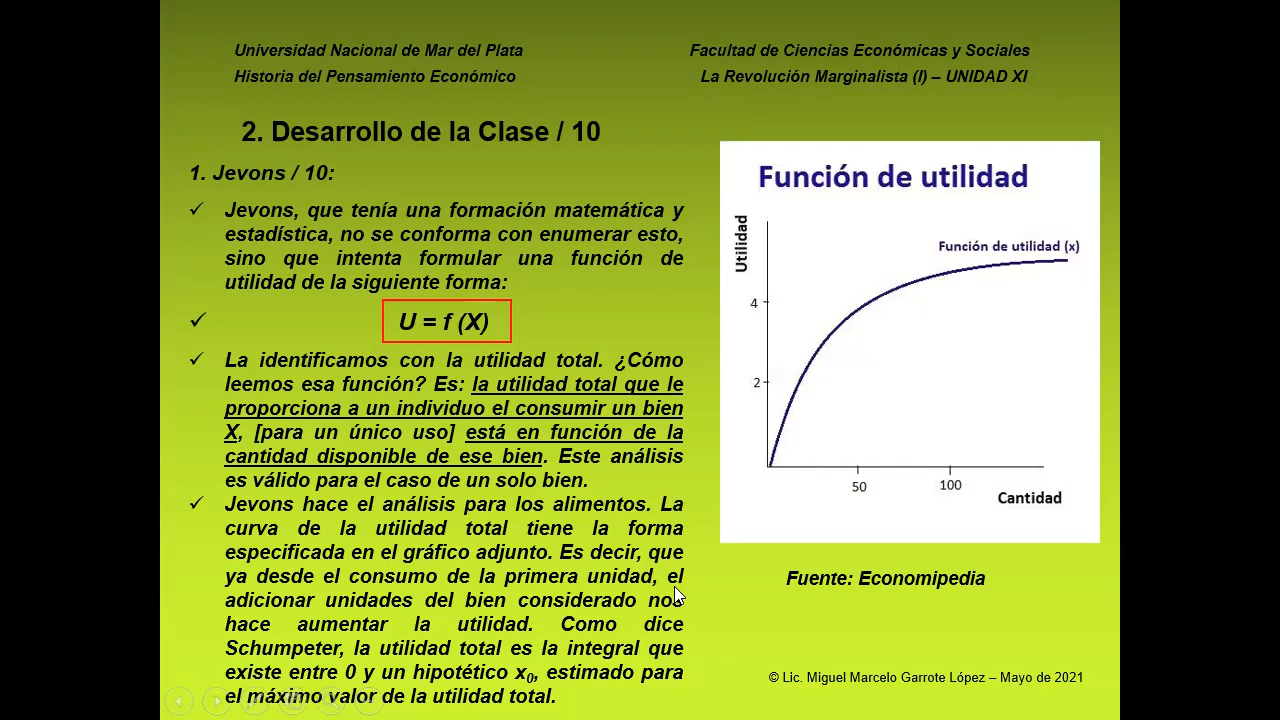 Universidad Nacional de Mar del Plata
Facultad de Ciencias Económicas y Sociales
Historia del Pensamiento Económico
La Revolución Marginalista (I) – UNIDAD XI
2. Desarrollo de la Clase / 10
1. Jevons / 10:
✓ Jevons, que tenía una formación matemática y
estadística, no se conforma con enumerar esto,
sino que intenta formular una función de
utilidad de la siguiente forma:
✓ U = f (X)
✓ La identificamos con la utilidad total. ¿Cómo
leemos esa función? Es: la utilidad total que le
proporciona a un individuo el consumir un bien
X, [para un único uso] está en función de la
cantidad disponible de ese bien. Este análisis
es válido para el caso de un solo bien.
✓ Jevons hace el análisis para los alimentos. La
curva de la utilidad total tiene la forma
especificada en el gráfico adjunto. Es decir, que
ya desde el consumo de la primera unidad, el
adicionar unidades del bien considerado nos
hace aumentar la utilidad. Como dice
Schumpeter, la utilidad total es la integral que
existe entre 0 y un hipotético x₀, estimado para
el máximo valor de la utilidad total.
Función de utilidad
Utilidad
Función de utilidad (x)
4
2
50
100
Cantidad
Fuente: Economipedia
© Lic. Miguel Marcelo Garrote López – Mayo de 2021